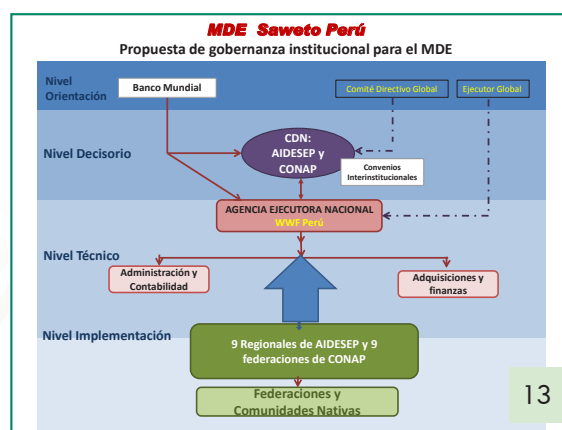 MDE Saweto Perú
Propuesta de gobernanza institucional para el MDE
Nivel
Orientación
Banco Mundial
Comité Directivo Global
Ejecutor Global
Nivel Decisorio
CDN:
AIDESEP y
CONAP
Convenios
Interinstitucionales
AGENCIA EJECUTORA NACIONAL
WWF Perú
Nivel Técnico
Administración y
Contabilidad
Adquisiciones y
finanzas
Nivel Implementación
9 Regionales de AIDESEP y 9
federaciones de CONAP
Federaciones y
Comunidades Nativas
13